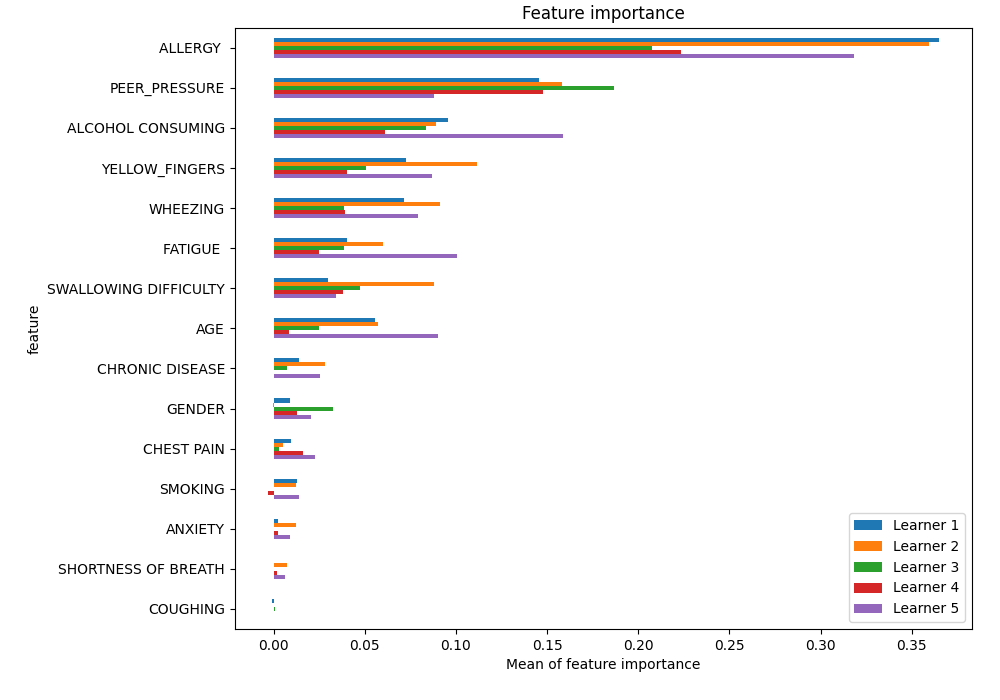 Feature importance
ALLERGY
PEER_PRESSURE
ALCOHOL CONSUMING
YELLOW_FINGERS
WHEEZING
FATIGUE
SWALLOWING DIFFICULTY
AGE
CHRONIC DISEASE
GENDER
CHEST PAIN
SMOKING
ANXIETY
SHORTNESS OF BREATH
COUGHING
feature
Learner 1
Learner 2
Learner 3
Learner 4
Learner 5
0.00 0.05 0.10 0.15 0.20 0.25 0.30 0.35
Mean of feature importance